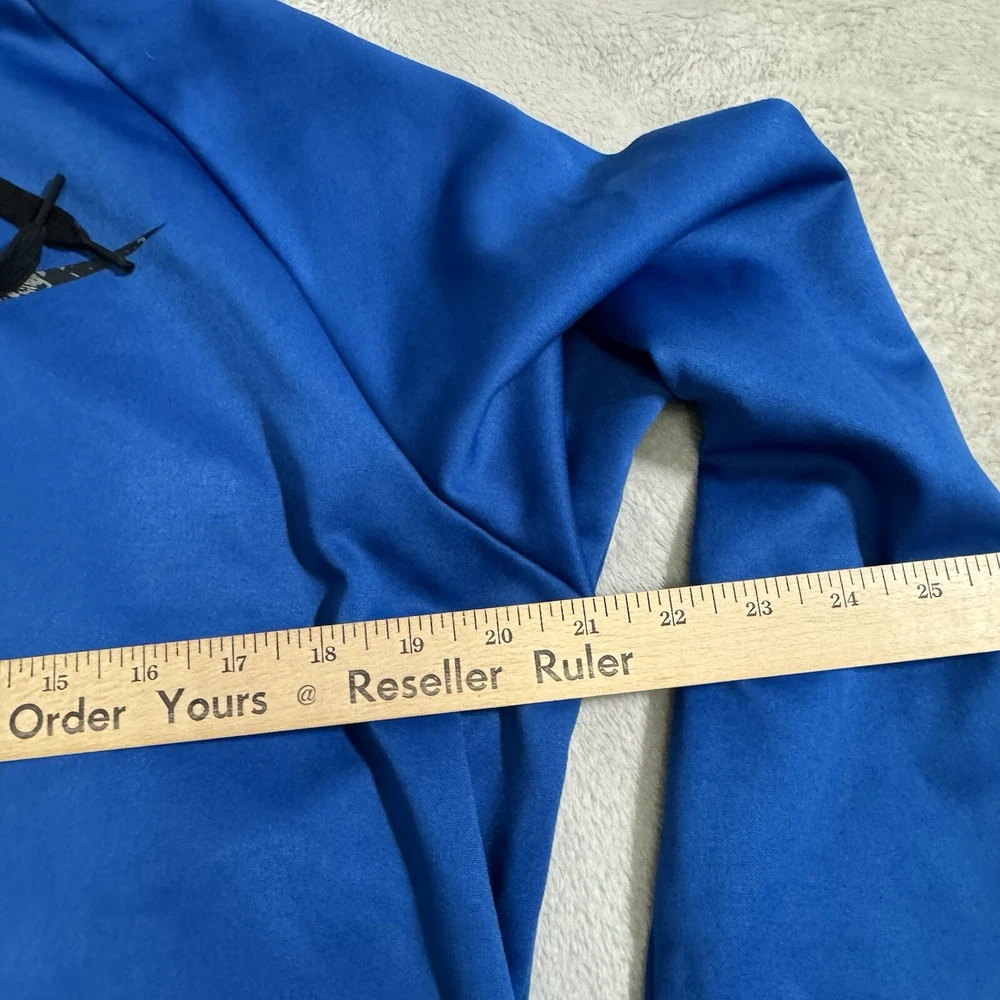 15 16 17 18 19 20 21 22 23 24 25
Order Yours @ Reseller Ruler